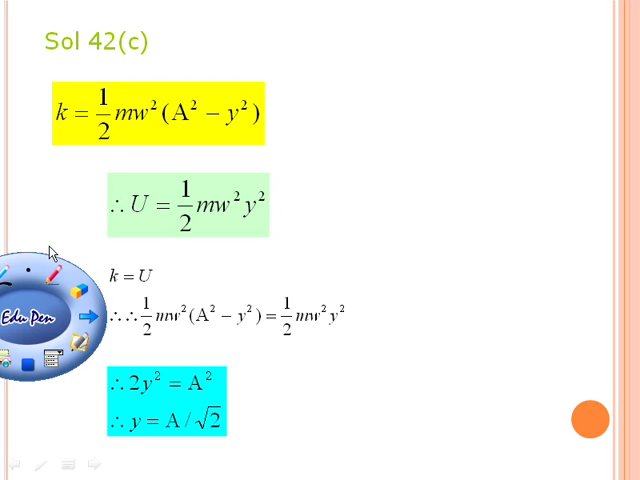 Sol 42(c)
k = 1/2 mw² (A² − y²)
∴ U = 1/2 mw² y²
k = U
∴ ∴ 1/2 mw² (A² − y²) = 1/2 mw² y²
Edu Pen
∴ 2y² = A²
∴ y = A / √2